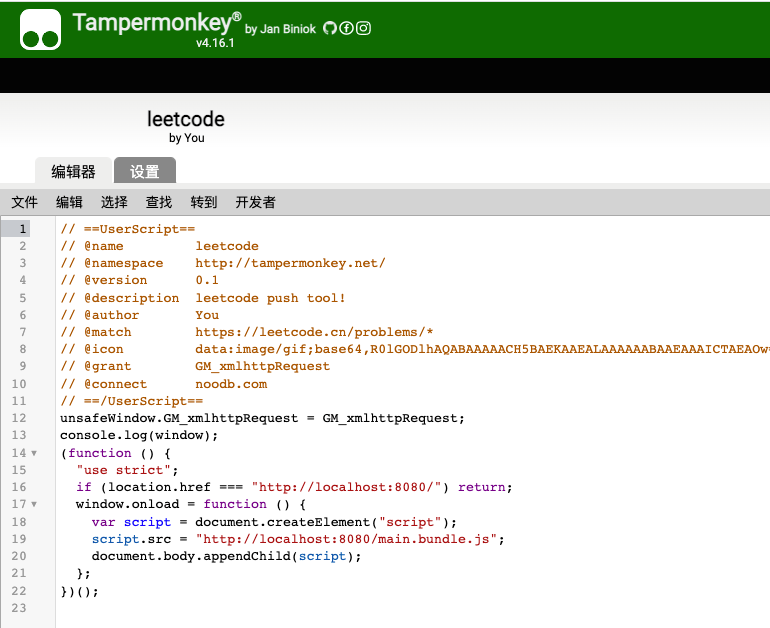 Tampermonkey® by Jan Biniok
v4.16.1
leetcode
by You
编辑器 设置
文件 编辑 选择 查找 转到 开发者
1 // ==UserScript==
2 // @name         leetcode
3 // @namespace    http://tampermonkey.net/
4 // @version      0.1
5 // @description  leetcode push tool!
6 // @author       You
7 // @match        https://leetcode.cn/problems/*
8 // @icon         data:image/gif;base64,R0lGODlhAQABAAAAACH5BAEKAAEALAAAAAABAAEAAAICTAEAOw
9 // @grant        GM_xmlhttpRequest
10 // @connect      noodb.com
11 // ==/UserScript==
12 unsafeWindow.GM_xmlhttpRequest = GM_xmlhttpRequest;
13 console.log(window);
14 (function () {
15   "use strict";
16   if (location.href === "http://localhost:8080/") return;
17   window.onload = function () {
18     var script = document.createElement("script");
19     script.src = "http://localhost:8080/main.bundle.js";
20     document.body.appendChild(script);
21   };
22 })();
23